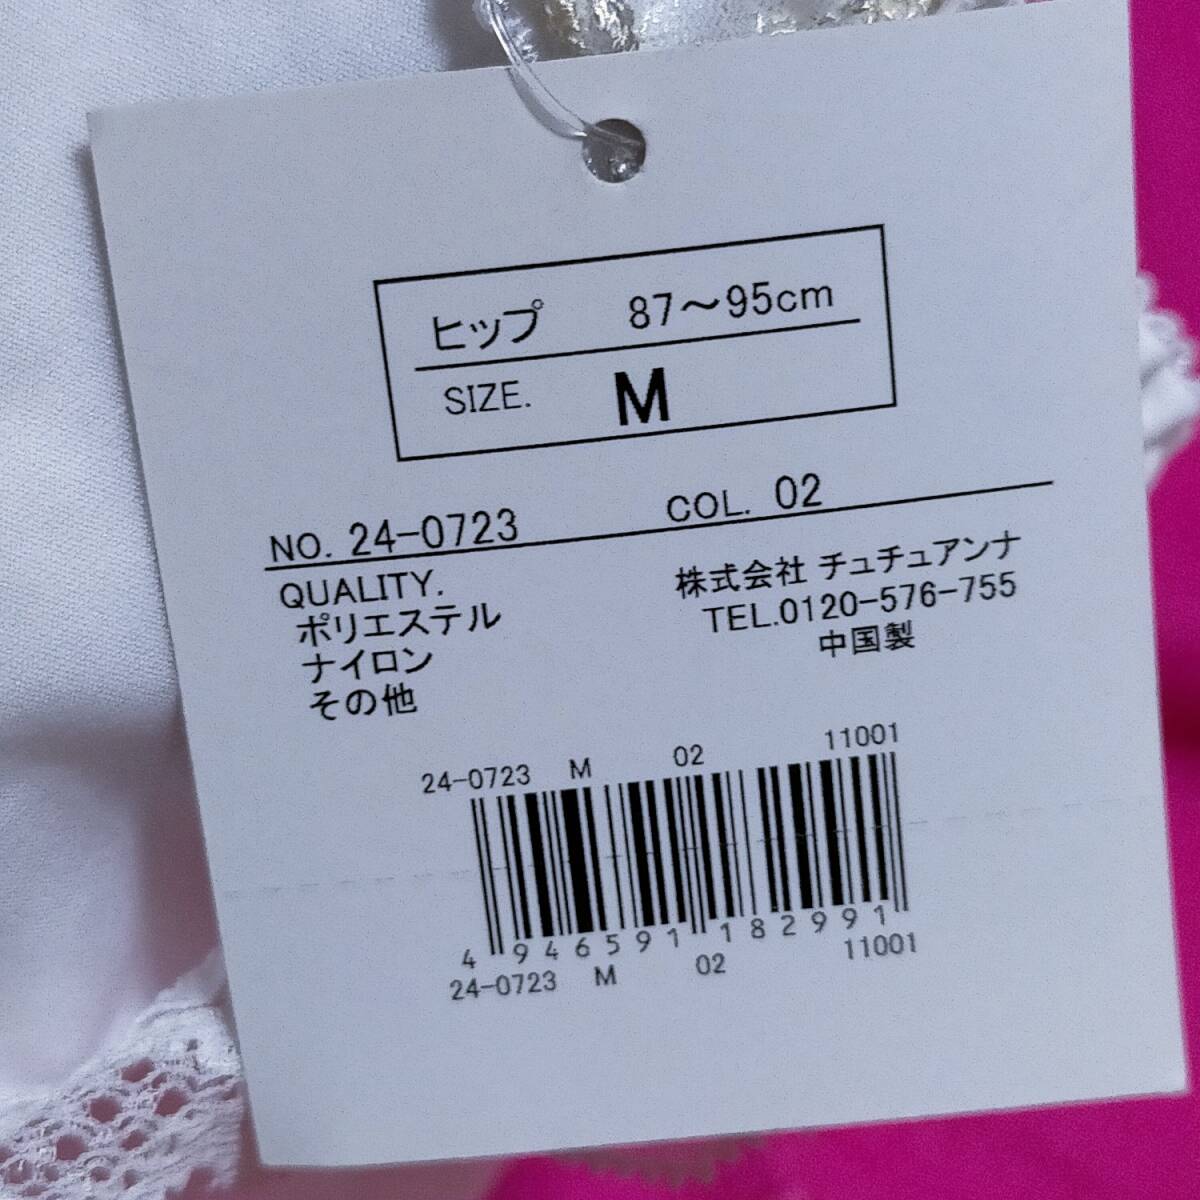 ヒップ 87～95cm
SIZE. M
NO. 24-0723 COL. 02
QUALITY.
ポリエステル
ナイロン
その他
株式会社 チュチュアンナ
TEL.0120-576-755
中国製
24-0723 M 02 11001
4 946591 182991
24-0723 M 02 11001